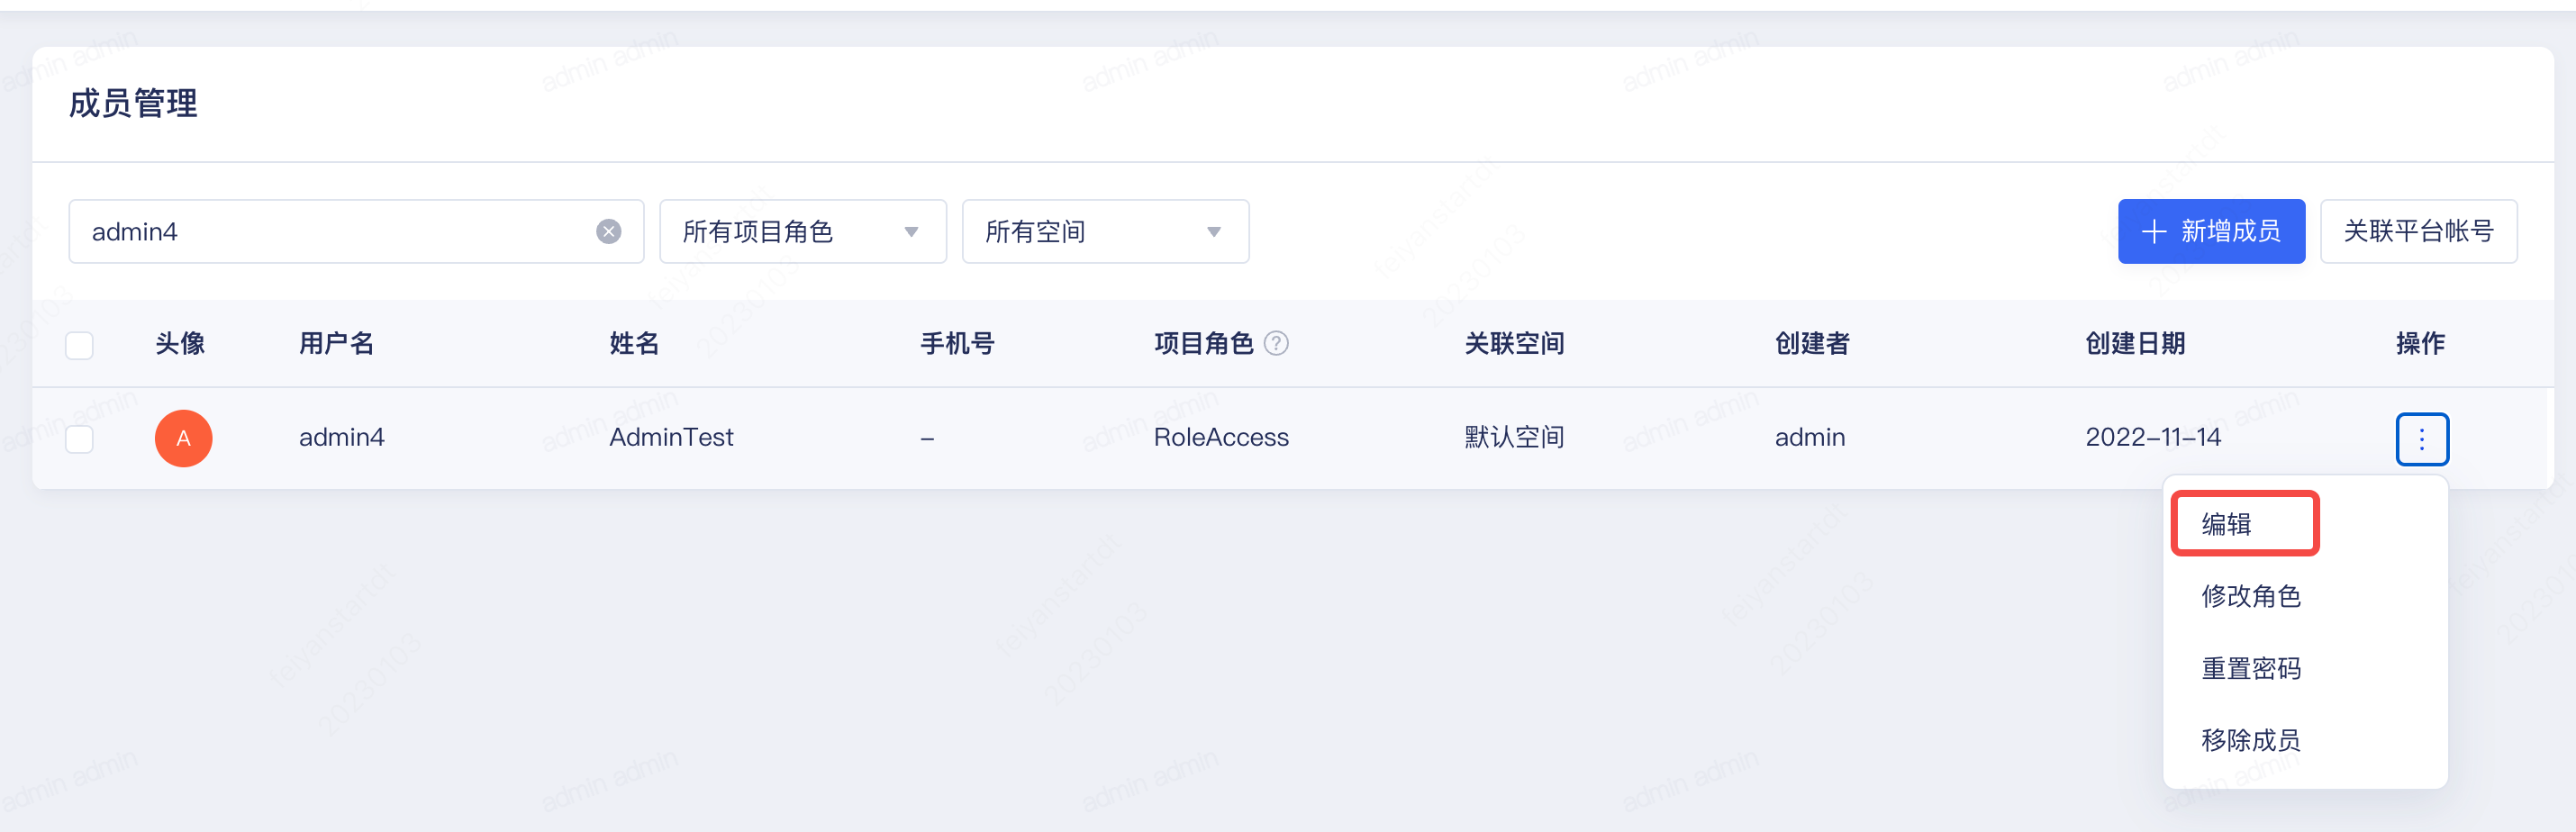 成员管理
admin4 所有项目角色 所有空间 新增成员 关联平台帐号
头像 用户名 姓名 手机号 项目角色 ? 关联空间 创建者 创建日期 操作
A admin4 AdminTest – RoleAccess 默认空间 admin 2022-11-14
编辑
修改角色
重置密码
移除成员
admin admin
feiyanstartdt
20230103